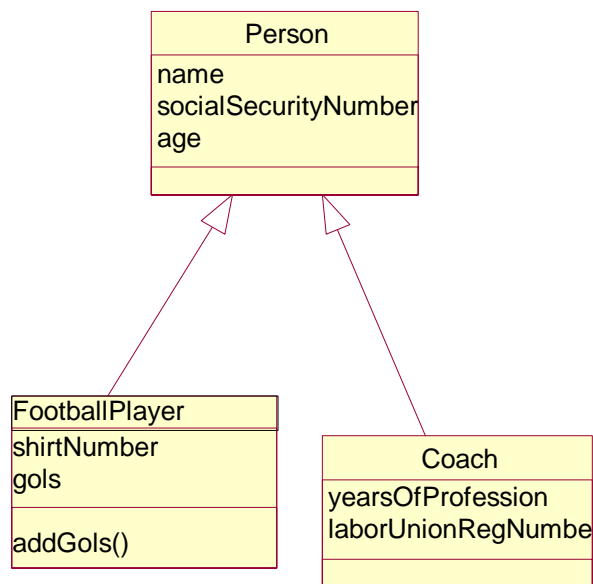 Person
name
socialSecurityNumber
age
FootballPlayer
shirtNumber
gols
addGols()
Coach
yearsOfProfession
laborUnionRegNumbe